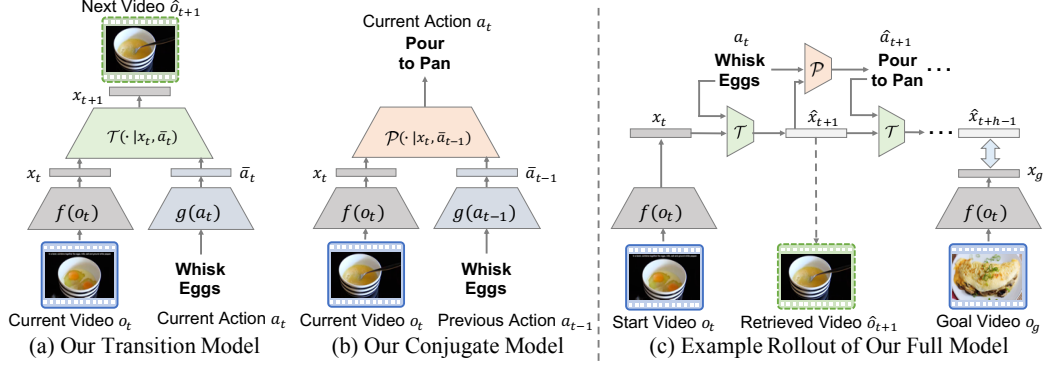 Next Video ô_{t+1}
x_{t+1}
𝒯(· |x_t, ā_t)
x_t
ā_t
f(o_t)
g(a_t)
Whisk
Eggs
Current Video o_t
Current Action a_t
(a) Our Transition Model
Current Action a_t
Pour
to Pan
𝒫(· |x_t, ā_{t−1})
x_t
ā_{t−1}
f(o_t)
g(a_{t−1})
Whisk
Eggs
Current Video o_t
Previous Action a_{t−1}
(b) Our Conjugate Model
a_t
Whisk
Eggs
𝒫
â_{t+1}
Pour
to Pan
...
x_t
𝒯
x̂_{t+1}
𝒯
...
x̂_{t+h−1}
x_g
f(o_t)
f(o_t)
Start Video o_t
Retrieved Video ô_{t+1}
Goal Video o_g
(c) Example Rollout of Our Full Model